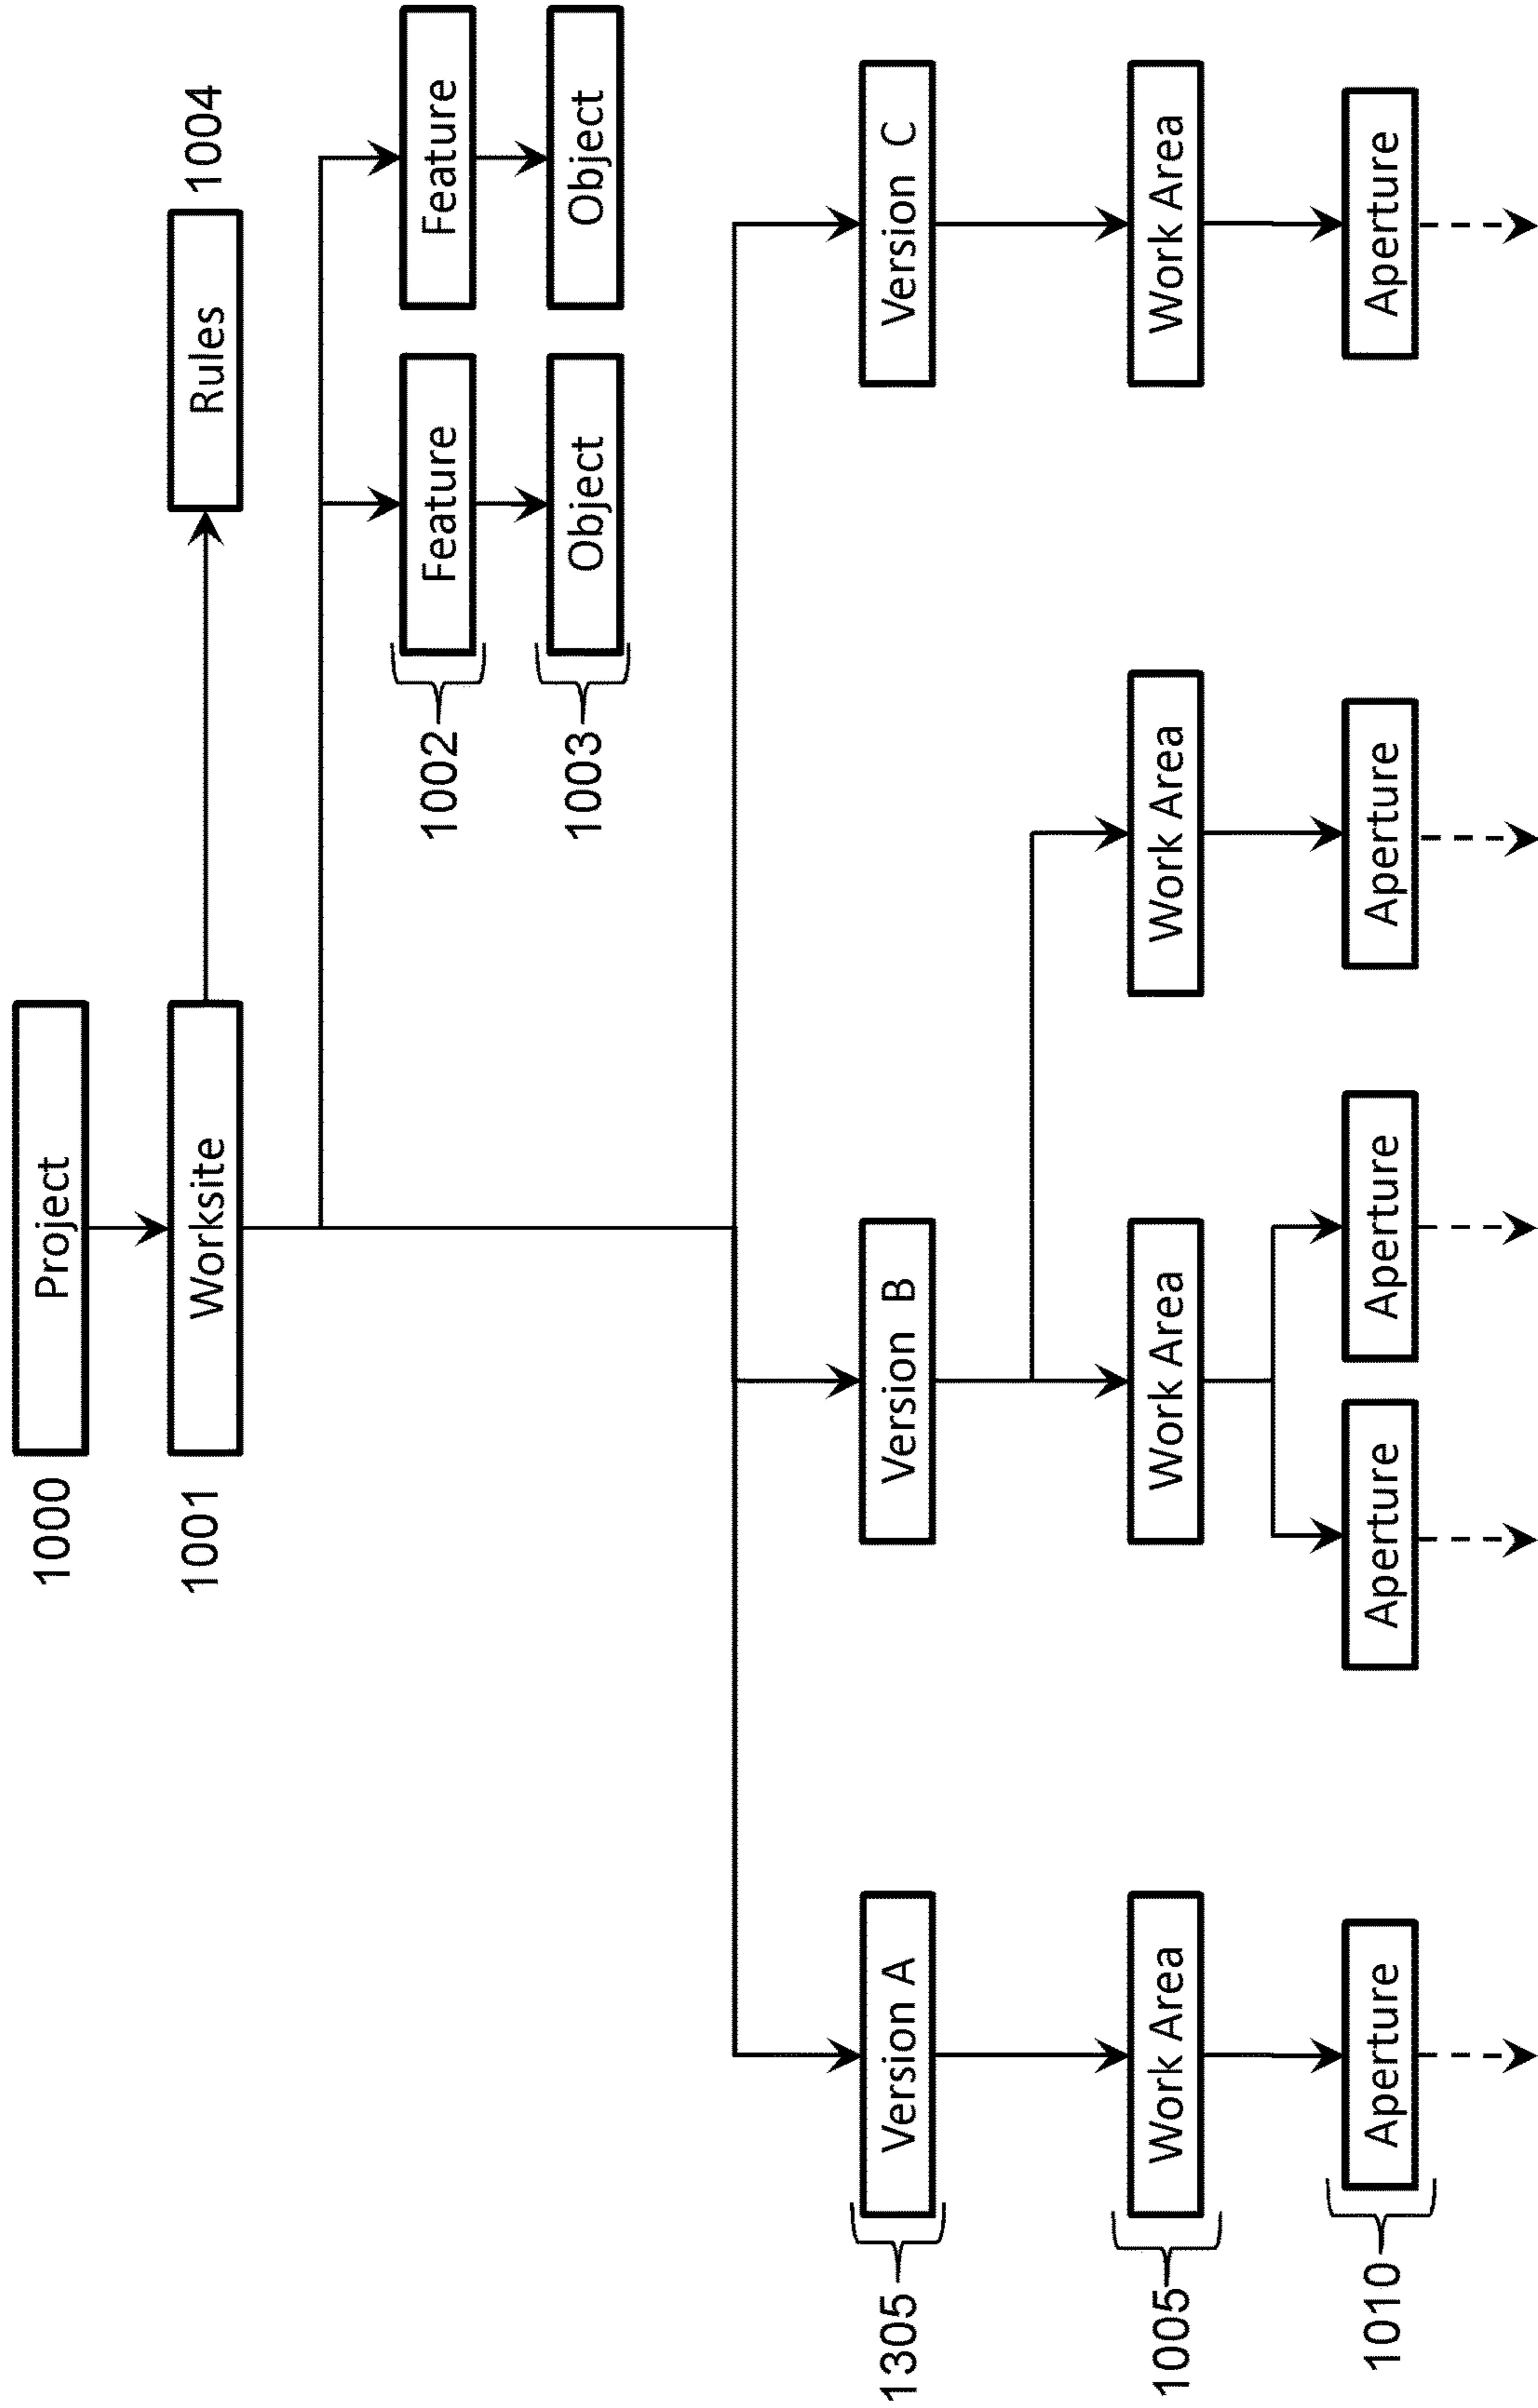 1000
Project
1001
Worksite
Rules
1004
1002
Feature
Feature
1003
Object
Object
1305
Version A
Version B
Version C
1005
Work Area
Work Area
Work Area
Work Area
1010
Aperture
Aperture
Aperture
Aperture
Aperture